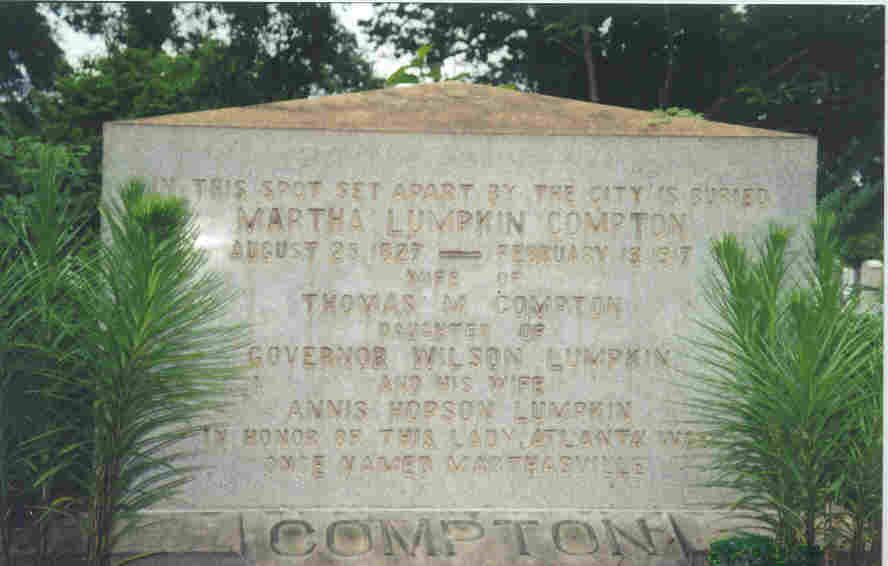 IN THIS SPOT SET APART BY THE CITY IS BURIED
MARTHA LUMPKIN COMPTON
AUGUST 25 1827 — FEBRUARY 13 1917
WIFE OF
THOMAS M. COMPTON
DAUGHTER OF
GOVERNOR WILSON LUMPKIN
AND HIS WIFE
ANNIS HOPSON LUMPKIN
IN HONOR OF THIS LADY, ATLANTA WAS
ONCE NAMED MARTHASVILLE
COMPTON